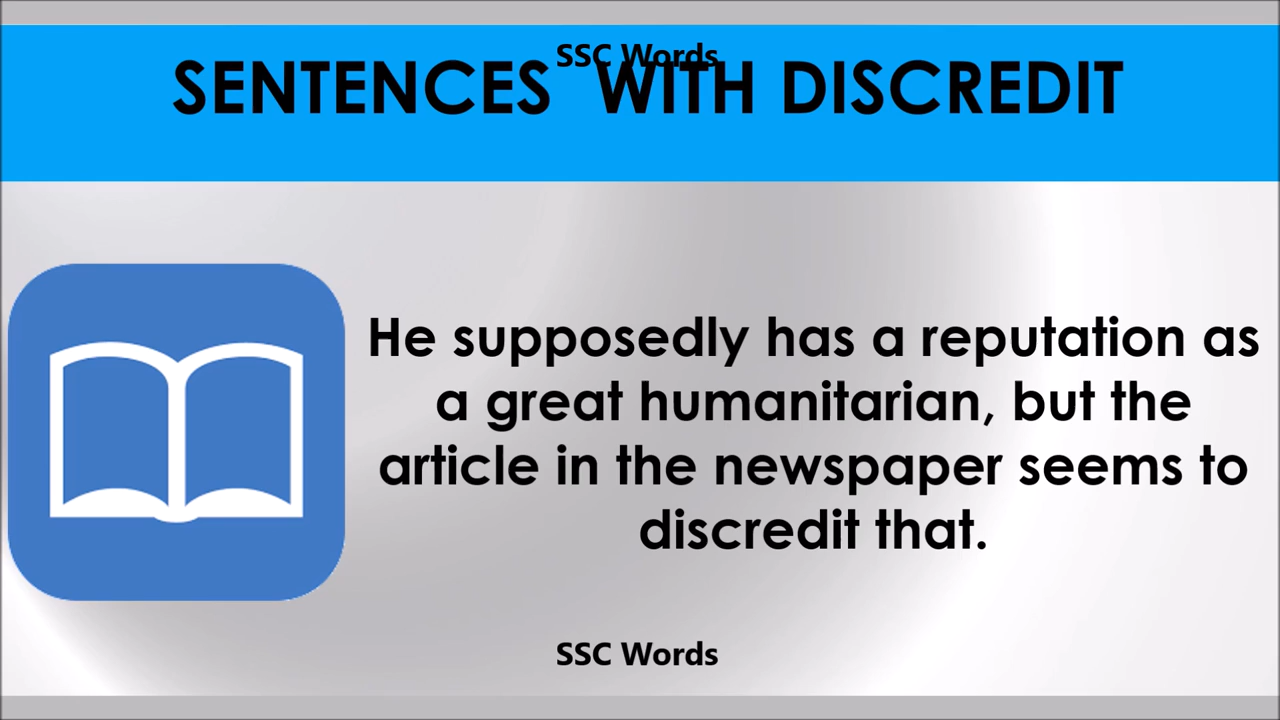 SSC Words
SENTENCES WITH DISCREDIT
He supposedly has a reputation as
a great humanitarian, but the
article in the newspaper seems to
discredit that.
SSC Words